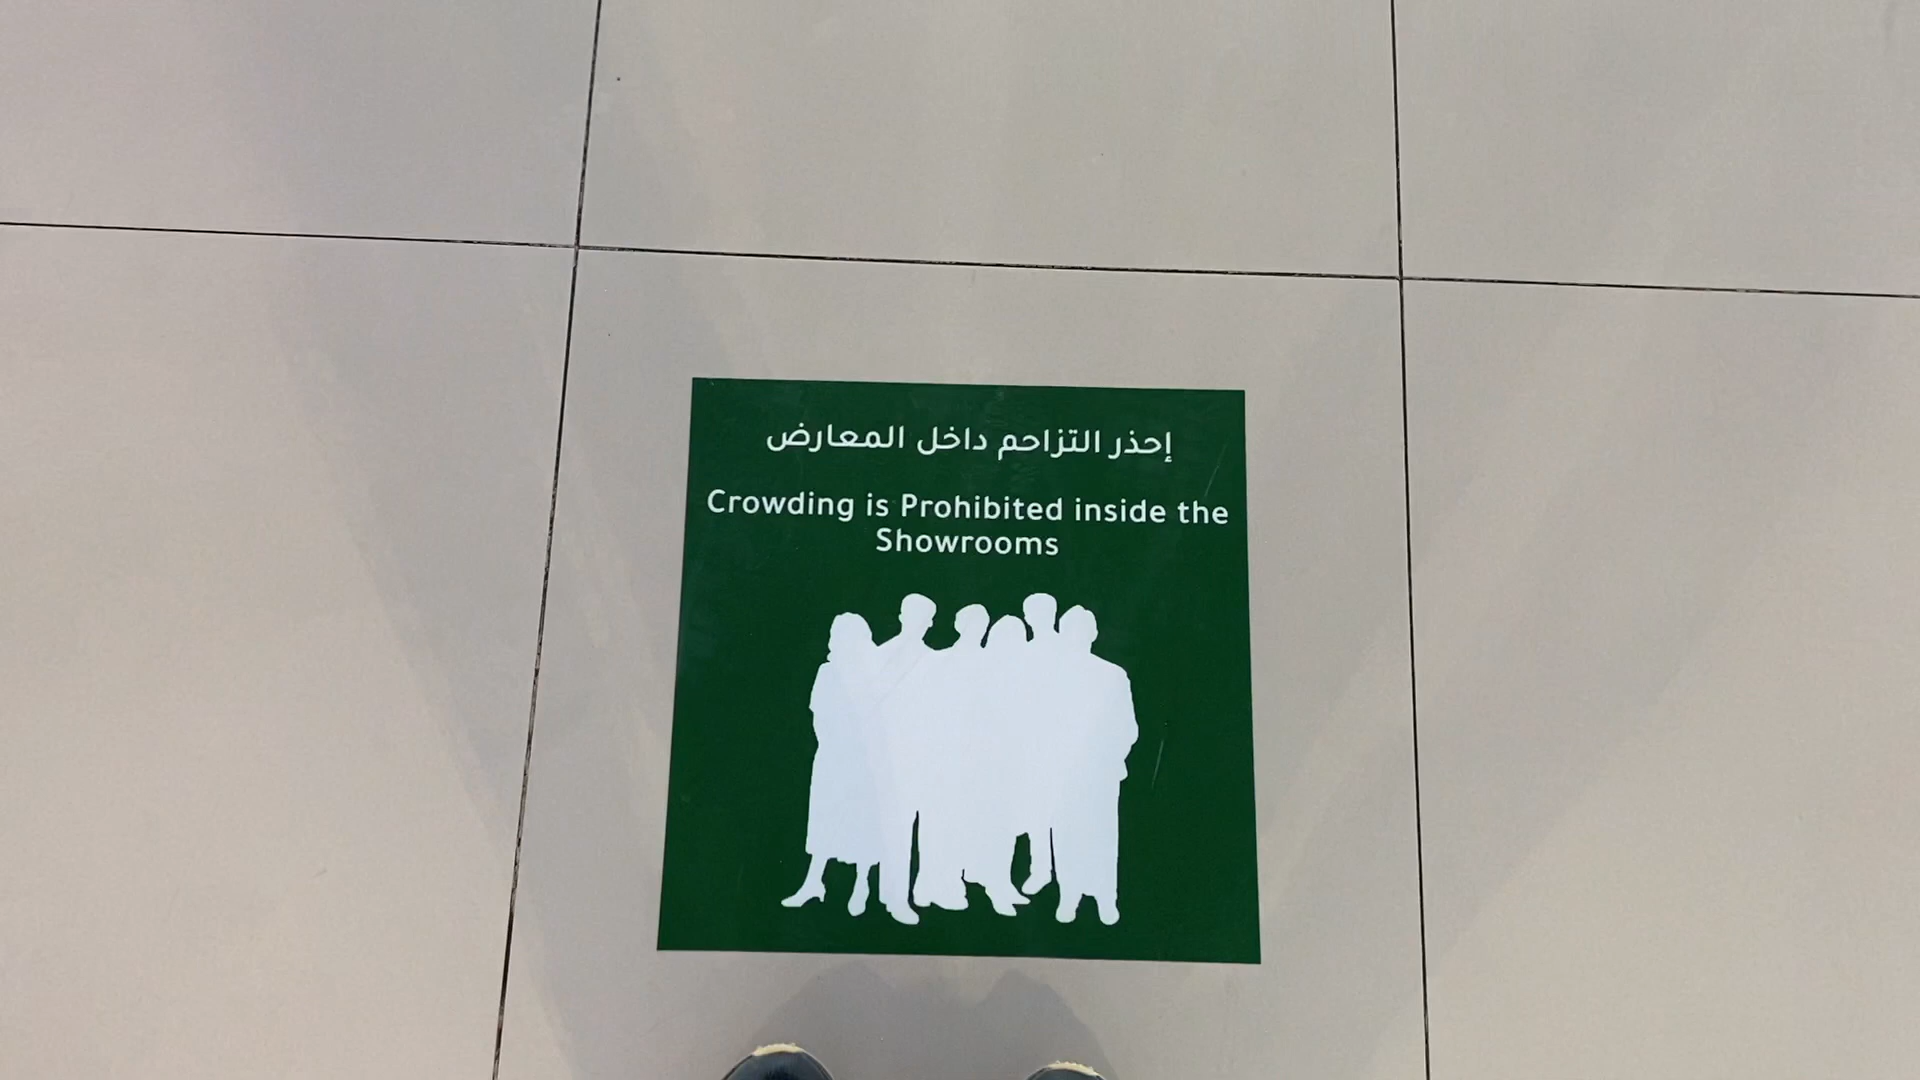 إحذر التزاحم داخل المعارض
Crowding is Prohibited inside the
Showrooms